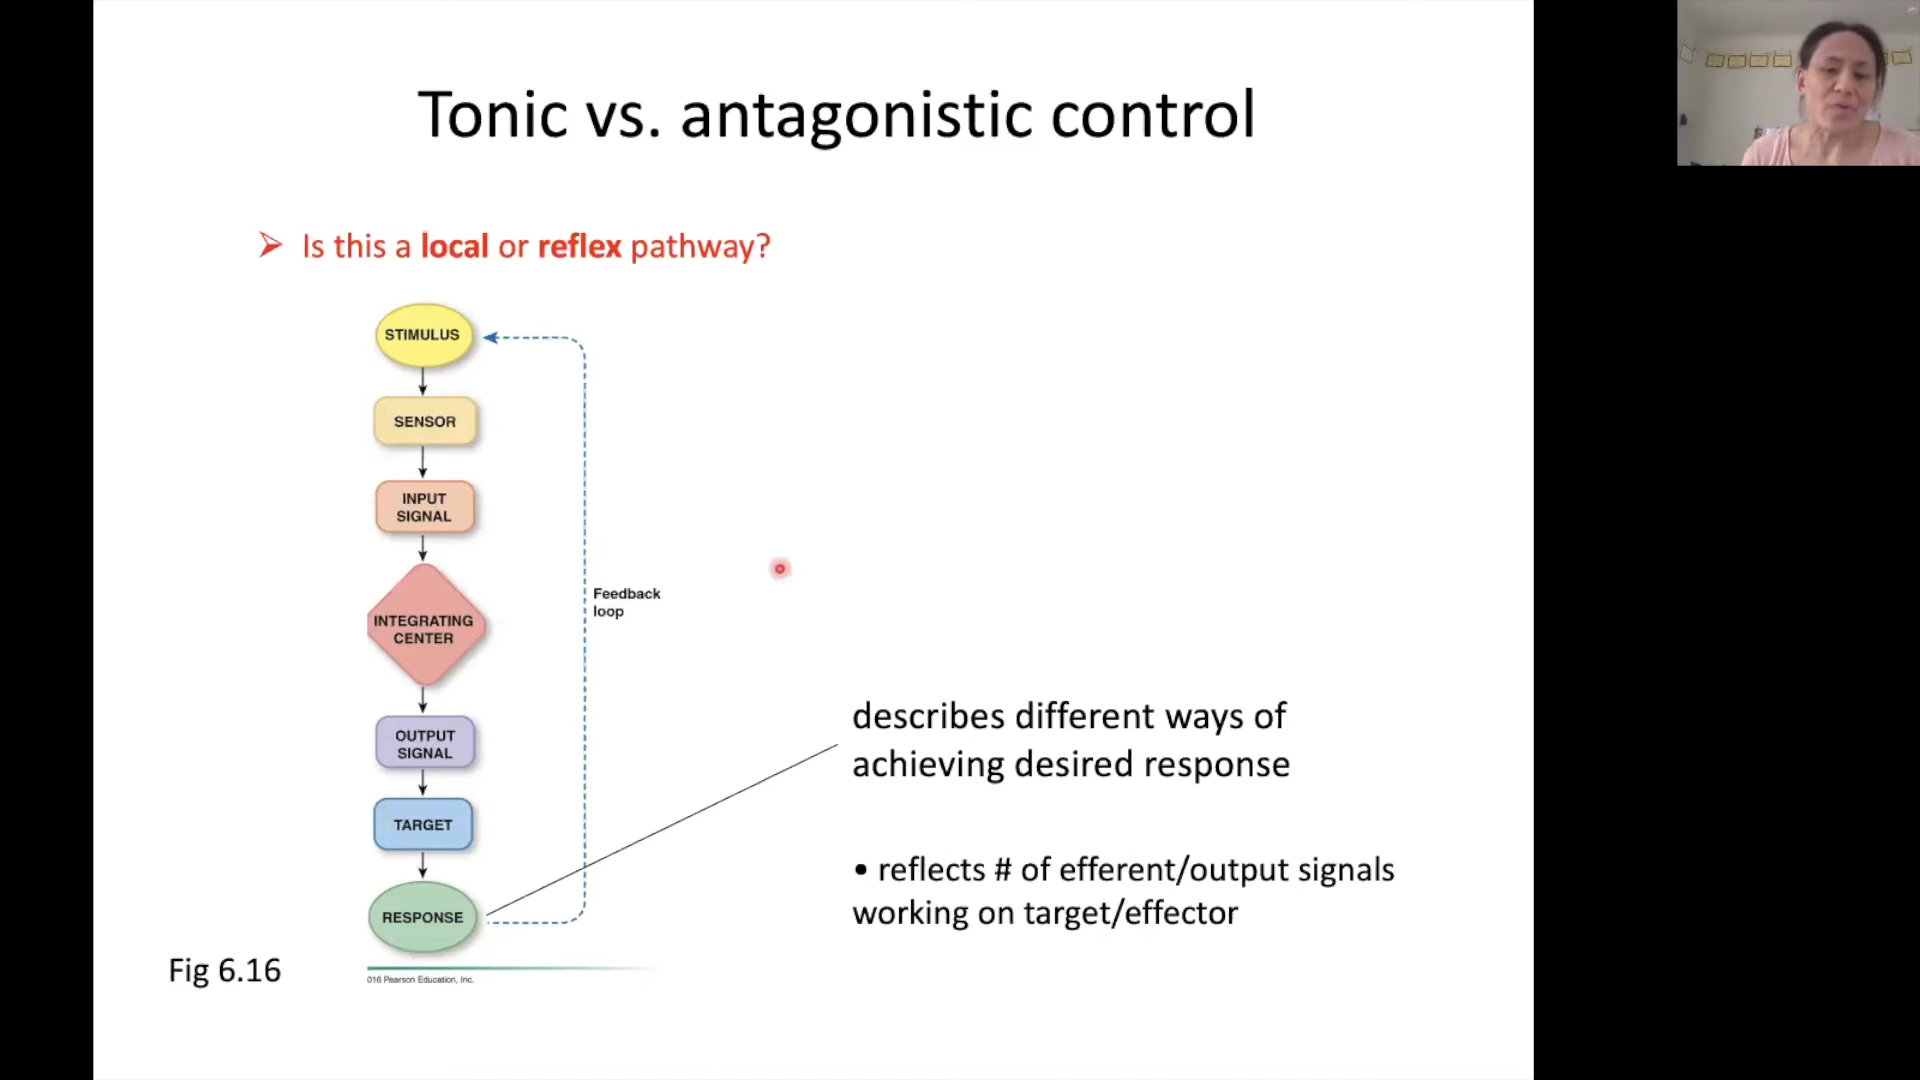 Tonic vs. antagonistic control
➢ Is this a local or reflex pathway?
STIMULUS
SENSOR
INPUT
SIGNAL
INTEGRATING
CENTER
Feedback
loop
OUTPUT
SIGNAL
TARGET
RESPONSE
describes different ways of
achieving desired response
• reflects # of efferent/output signals
working on target/effector
Fig 6.16
016 Pearson Education, Inc.